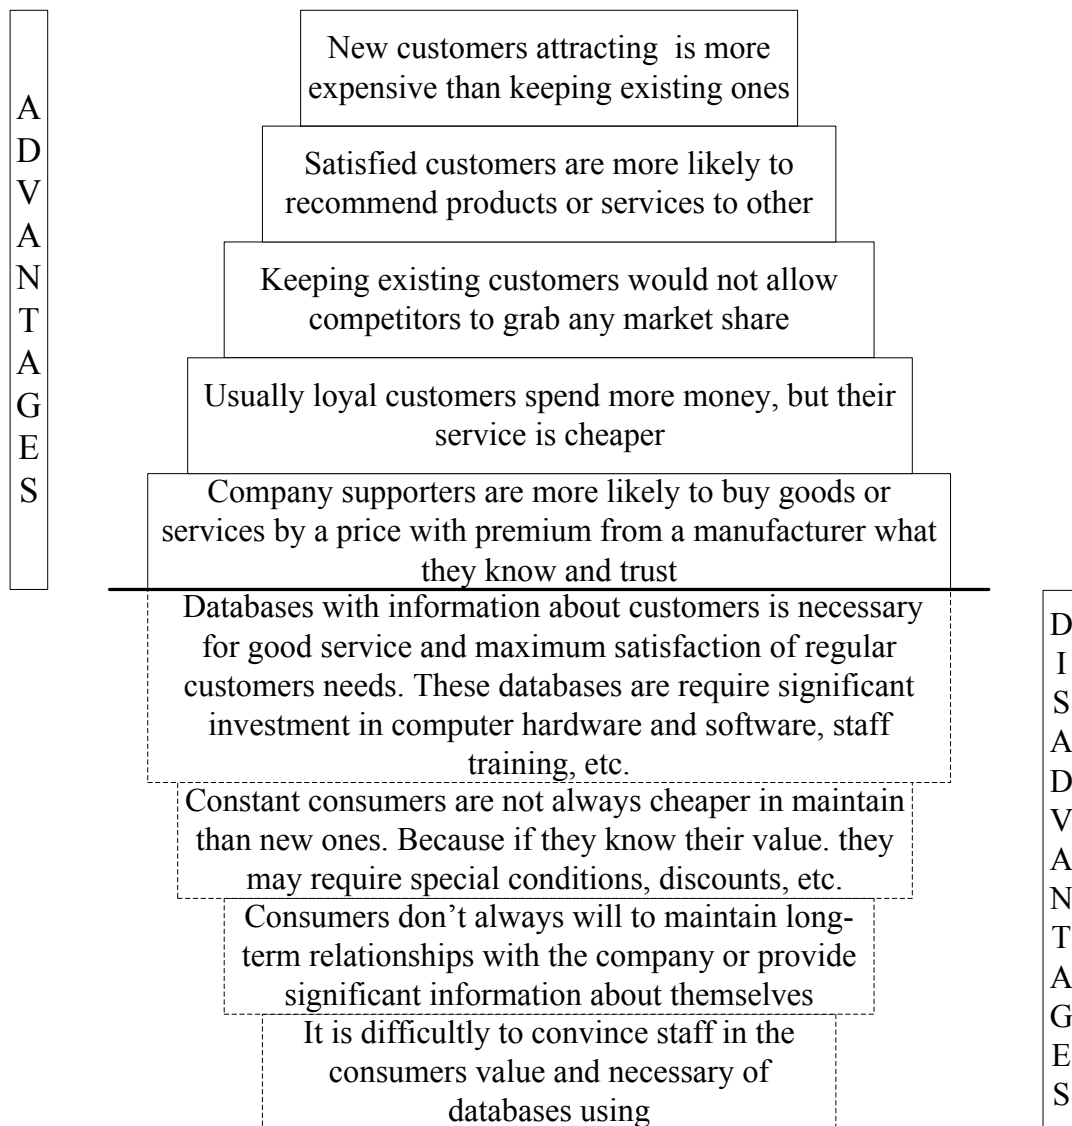 ADVANTAGES
New customers attracting is more
expensive than keeping existing ones
Satisfied customers are more likely to
recommend products or services to other
Keeping existing customers would not allow
competitors to grab any market share
Usually loyal customers spend more money, but their
service is cheaper
Company supporters are more likely to buy goods or
services by a price with premium from a manufacturer what
they know and trust
Databases with information about customers is necessary
for good service and maximum satisfaction of regular
customers needs. These databases are require significant
investment in computer hardware and software, staff
training, etc.
Constant consumers are not always cheaper in maintain
than new ones. Because if they know their value. they
may require special conditions, discounts, etc.
Consumers don’t always will to maintain long-
term relationships with the company or provide
significant information about themselves
It is difficultly to convince staff in the
consumers value and necessary of
databases using
DISADVANTAGES